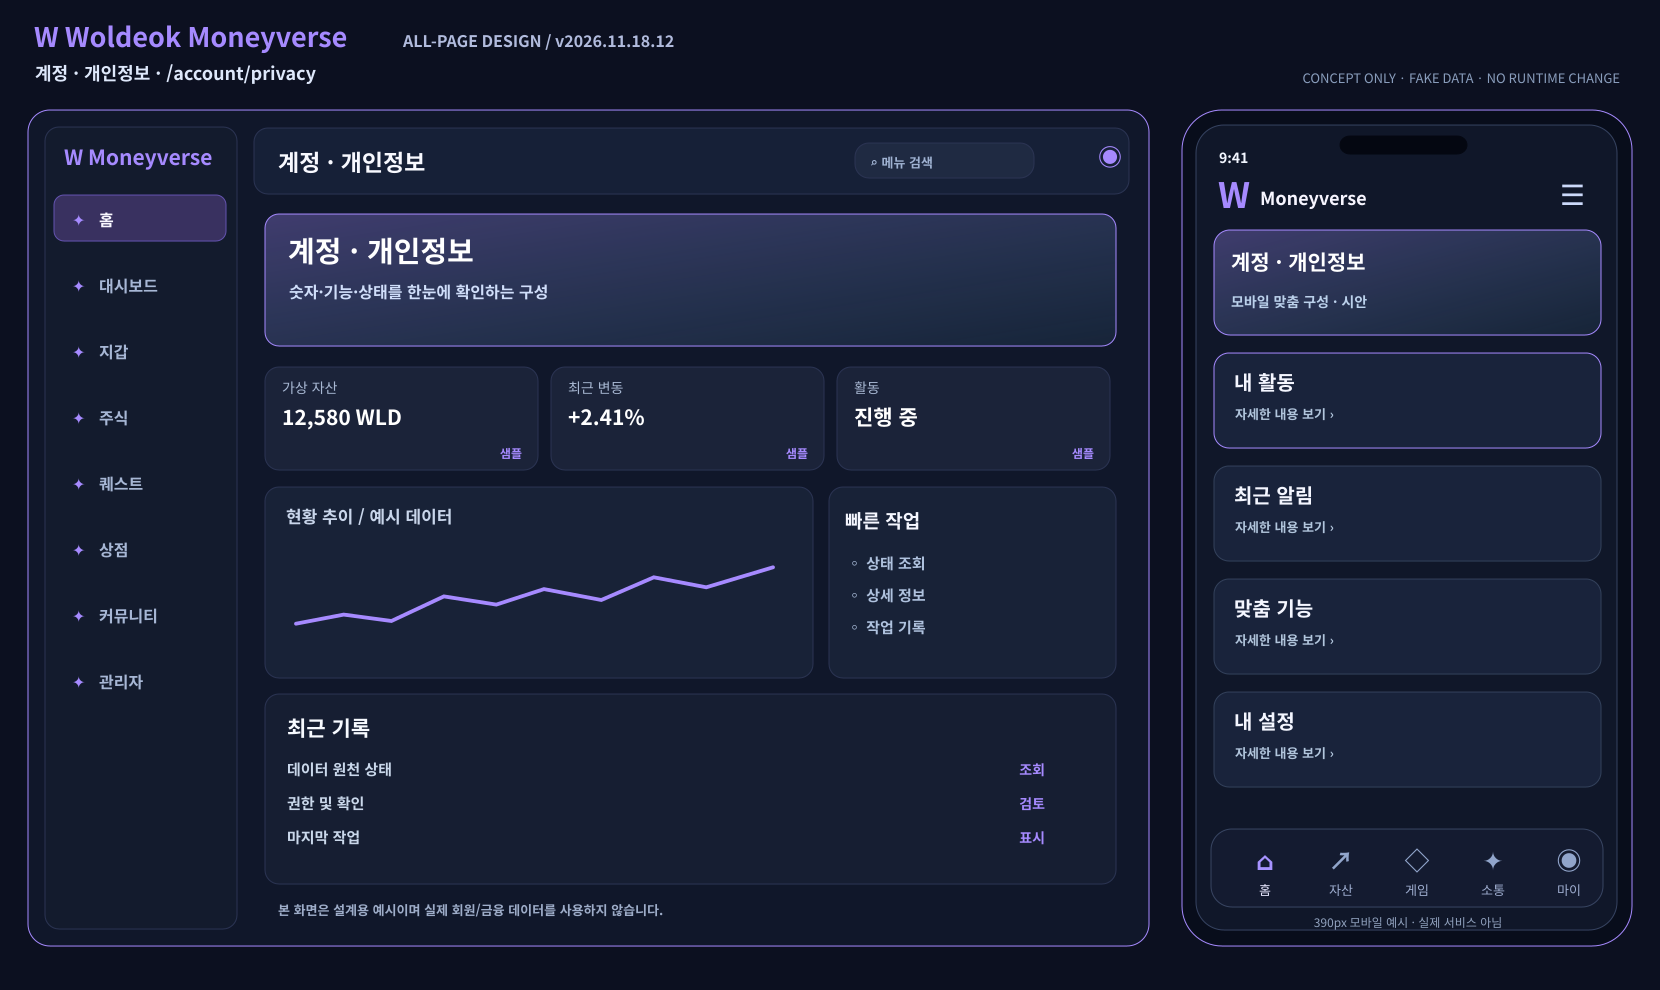 W Woldeok Moneyverse
ALL-PAGE DESIGN / v2026.11.18.12
계정 · 개인정보 · /account/privacy
CONCEPT ONLY · FAKE DATA · NO RUNTIME CHANGE
W Moneyverse
✦ 홈
✦ 대시보드
✦ 지갑
✦ 주식
✦ 퀘스트
✦ 상점
✦ 커뮤니티
✦ 관리자
계정 · 개인정보
⌕ 메뉴 검색
계정 · 개인정보
숫자·기능·상태를 한눈에 확인하는 구성
가상 자산
12,580 WLD
샘플
최근 변동
+2.41%
샘플
활동
진행 중
샘플
현황 추이 / 예시 데이터
빠른 작업
◦ 상태 조회
◦ 상세 정보
◦ 작업 기록
최근 기록
데이터 원천 상태 조회
권한 및 확인 검토
마지막 작업 표시
본 화면은 설계용 예시이며 실제 회원/금융 데이터를 사용하지 않습니다.
9:41
W Moneyverse
계정 · 개인정보
모바일 맞춤 구성 · 시안
내 활동
자세한 내용 보기 ›
최근 알림
자세한 내용 보기 ›
맞춤 기능
자세한 내용 보기 ›
내 설정
자세한 내용 보기 ›
홈 자산 게임 소통 마이
390px 모바일 예시 · 실제 서비스 아님